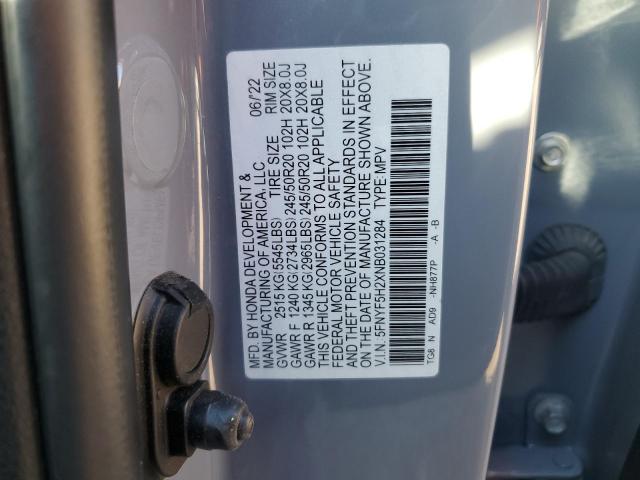 MFD. BY HONDA DEVELOPMENT & 06/'22
MANUFACTURING OF AMERICA, LLC
TIRE SIZE RIM SIZE
GVWR 2515 KG(5545LBS)
GAWR F 1240 KG(2734LBS) 245/50R20 102H 20X8.0J
GAWR R 1345 KG(2965LBS) 245/50R20 102H 20X8.0J
THIS VEHICLE CONFORMS TO ALL APPLICABLE
FEDERAL MOTOR VEHICLE SAFETY
AND THEFT PREVENTION STANDARDS IN EFFECT
ON THE DATE OF MANUFACTURE SHOWN ABOVE.
V.I.N. 5FNYF5H2XNB031284 TYPE:MPV
TG8 N AD9 -NH877P -A -B